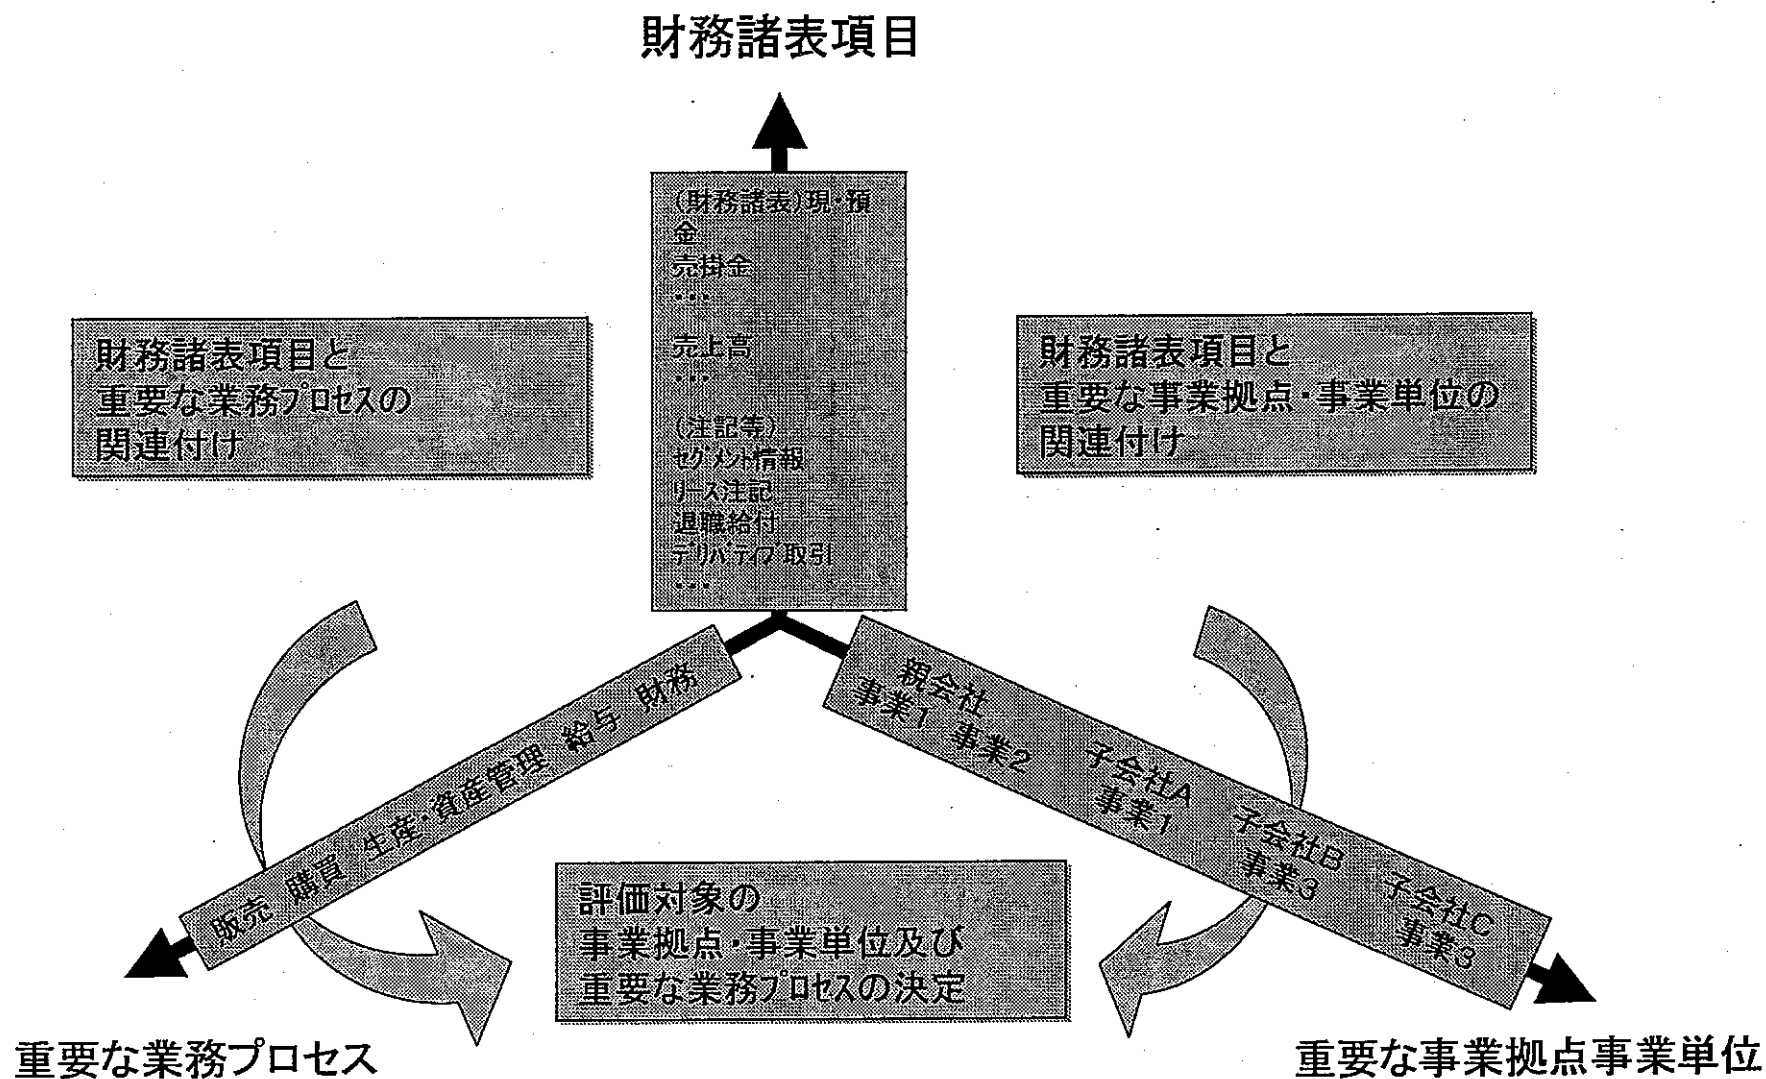 財務諸表項目
(財務諸表)現・預
金
売掛金
・・・
売上高
・・・
(注記等)
セグメント情報
リース注記
退職給付
デリバティブ取引
・・・
財務諸表項目と
重要な業務プロセスの
関連付け
財務諸表項目と
重要な事業拠点・事業単位の
関連付け
販売 購買 生産・資産管理 給与 財務
親会社
事業1 事業2
子会社A
事業1
子会社B
事業3
子会社C
事業3
評価対象の
事業拠点・事業単位及び
重要な業務プロセスの決定
重要な業務プロセス
重要な事業拠点事業単位